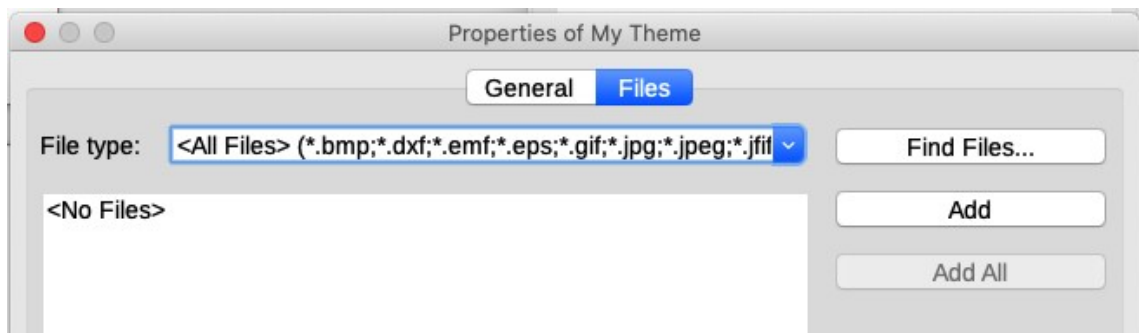 Properties of My Theme
General Files
File type: <All Files> (*.bmp;*.dxf;*.emf;*.eps;*.gif;*.jpg;*.jpeg;*.jfif Find Files...
<No Files> Add
Add All